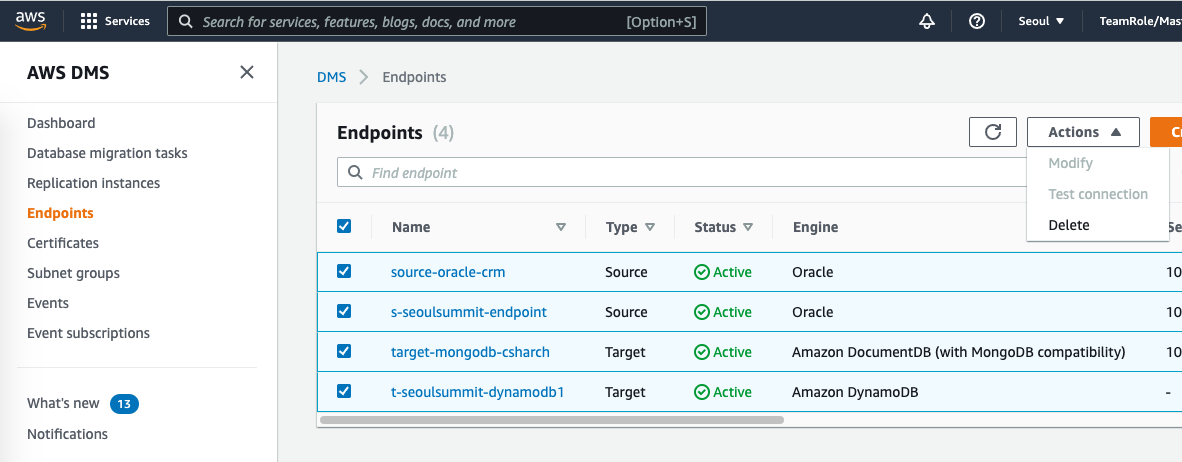 aws Services Search for services, features, blogs, docs, and more [Option+S] Seoul TeamRole/Mas
AWS DMS
Dashboard
Database migration tasks
Replication instances
Endpoints
Certificates
Subnet groups
Events
Event subscriptions
What's new 13
Notifications
DMS Endpoints
Endpoints (4)
Actions
Modify
Test connection
Delete
Find endpoint
Name Type Status Engine Se
source-oracle-crm Source Active Oracle 10
s-seoulsummit-endpoint Source Active Oracle 10
target-mongodb-csharch Target Active Amazon DocumentDB (with MongoDB compatibility) 10
t-seoulsummit-dynamodb1 Target Active Amazon DynamoDB -